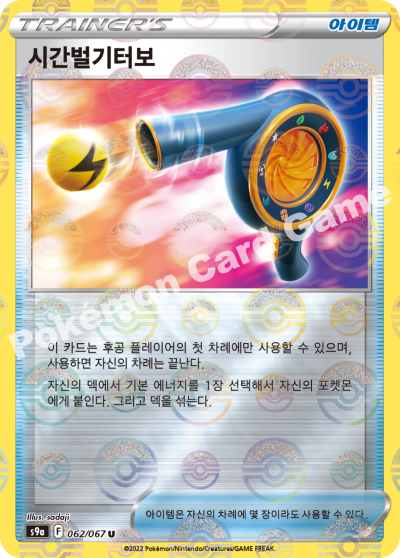 TRAINER'S
아이템
시간벌기터보
Pokémon Card Game
이 카드는 후공 플레이어의 첫 차례에만 사용할 수 있으며,
사용하면 자신의 차례는 끝난다.
자신의 덱에서 기본 에너지를 1장 선택해서 자신의 포켓몬
에게 붙인다. 그리고 덱을 섞는다.
Illus. sadaji
s9a F 062/067 U
아이템은 자신의 차례에 몇 장이라도 사용할 수 있다.
©2022 Pokémon/Nintendo/Creatures/GAME FREAK.